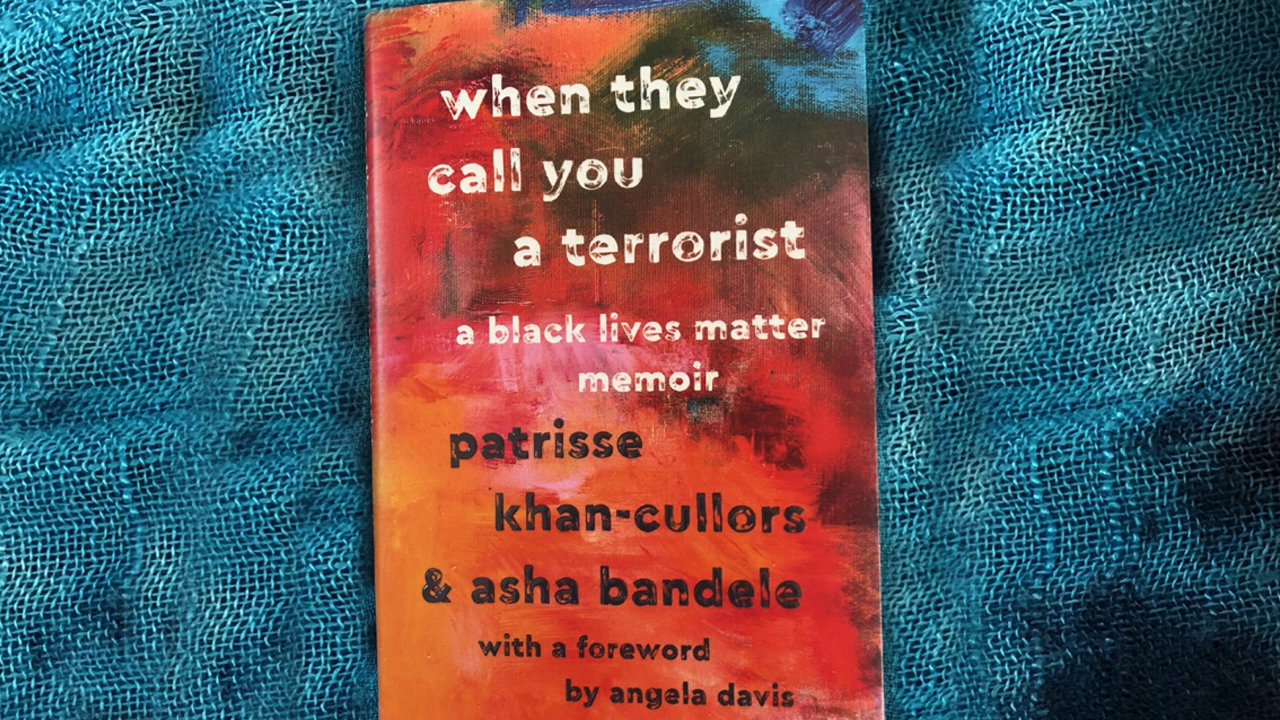 when they
call you
a terrorist
a black lives matter
memoir
patrisse
khan-cullors
& asha bandele
with a foreword
by angela davis